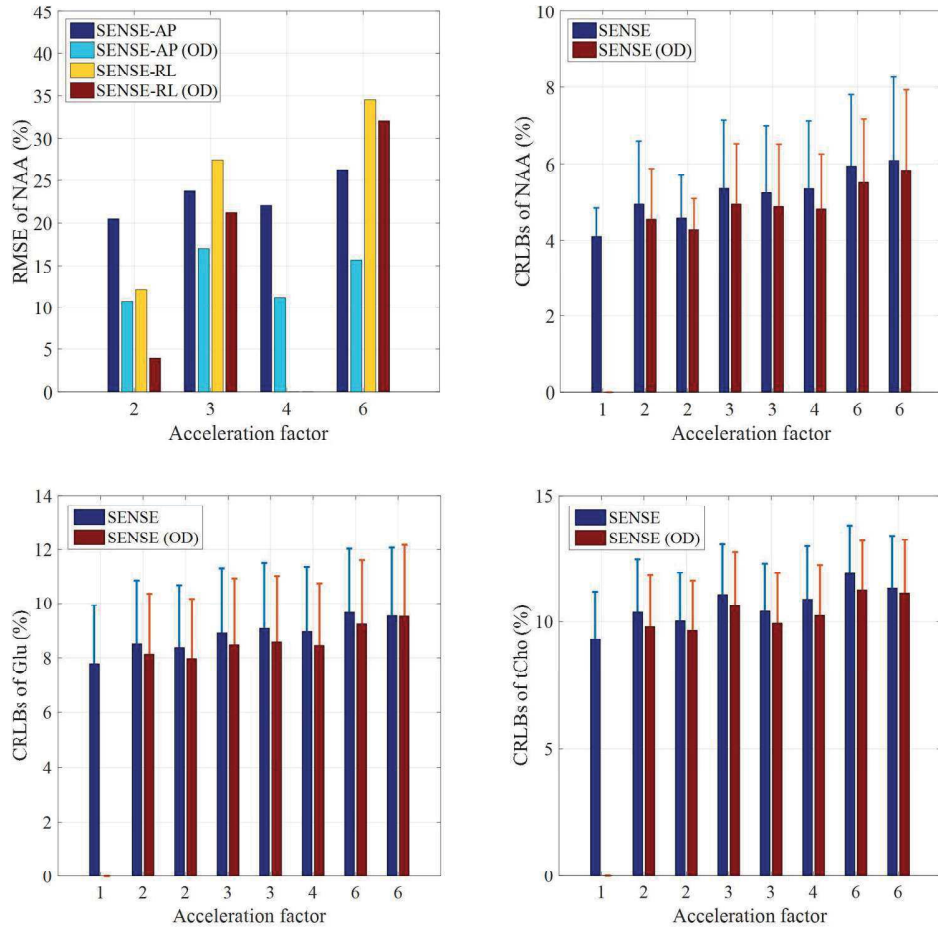 45
40
35
30
25
20
15
10
5
0
RMSE of NAA (%)
SENSE-AP
SENSE-AP (OD)
SENSE-RL
SENSE-RL (OD)
2 3 4 6
Acceleration factor
10
8
6
4
2
0
CRLBs of NAA (%)
SENSE
SENSE (OD)
1 2 2 3 3 4 6 6
Acceleration factor
14
12
10
8
6
4
2
0
CRLBs of Glu (%)
SENSE
SENSE (OD)
1 2 2 3 3 4 6 6
Acceleration factor
15
10
5
0
CRLBs of tCho (%)
SENSE
SENSE (OD)
1 2 2 3 3 4 6 6
Acceleration factor